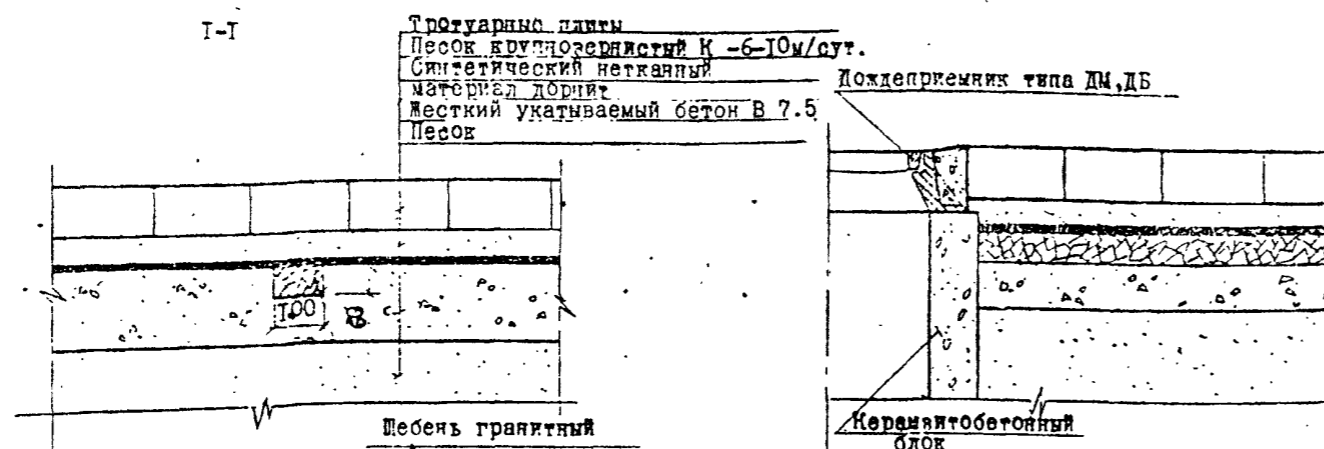 I-I
Тротуарные плиты
Песок крупнозернистый К -6-10м/сут.
Синтетический нетканный
материал дорнит
Жесткий укатываемый бетон В 7.5
Песок
Дождеприемник типа ДМ,ДБ
100
Щебень гранитный
Керамзитобетонный
блок